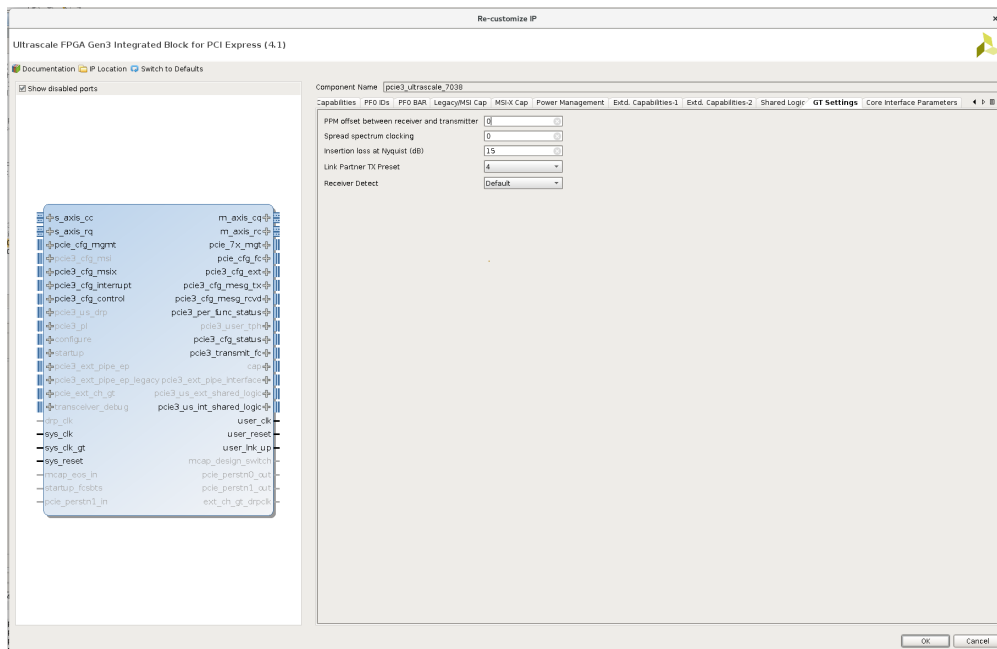 Re-customize IP
Ultrascale FPGA Gen3 Integrated Block for PCI Express (4.1)
Documentation IP Location Switch to Defaults
Show disabled ports
Component Name pcie3_ultrascale_7038
Capabilities PF0 IDs PF0 BAR Legacy/MSI Cap MSI-X Cap Power Management Extd. Capabilities-1 Extd. Capabilities-2 Shared Logic GT Settings Core Interface Parameters
PPM offset between receiver and transmitter 0
Spread spectrum clocking 0
Insertion loss at Nyquist (dB) 15
Link Partner TX Preset 4
Receiver Detect Default
s_axis_cc m_axis_cq
s_axis_rq m_axis_rc
pcie_cfg_mgmt pcie_7x_mgt
pcie3_cfg_msi pcie_cfg_fc
pcie3_cfg_msix pcie3_cfg_ext
pcie3_cfg_interrupt pcie3_cfg_mesg_tx
pcie3_cfg_control pcie3_cfg_mesg_rcvd
pcie3_us_drp pcie3_per_func_status
pcie3_pl pcie3_user_tph
configure pcie3_cfg_status
startup pcie3_transmit_fc
pcie3_ext_pipe_ep cap
pcie3_ext_pipe_ep_legacy pcie3_ext_pipe_interface
pcie_ext_ch_gt pcie3_us_ext_shared_logic
transceiver_debug pcie3_us_int_shared_logic
drp_clk user_clk
sys_clk user_reset
sys_clk_gt user_lnk_up
sys_reset mcap_design_switch
mcap_eos_in pcie_perstn0_out
startup_fcsbts pcie_perstn1_out
pcie_perstn1_in ext_ch_gt_drpclk
OK Cancel